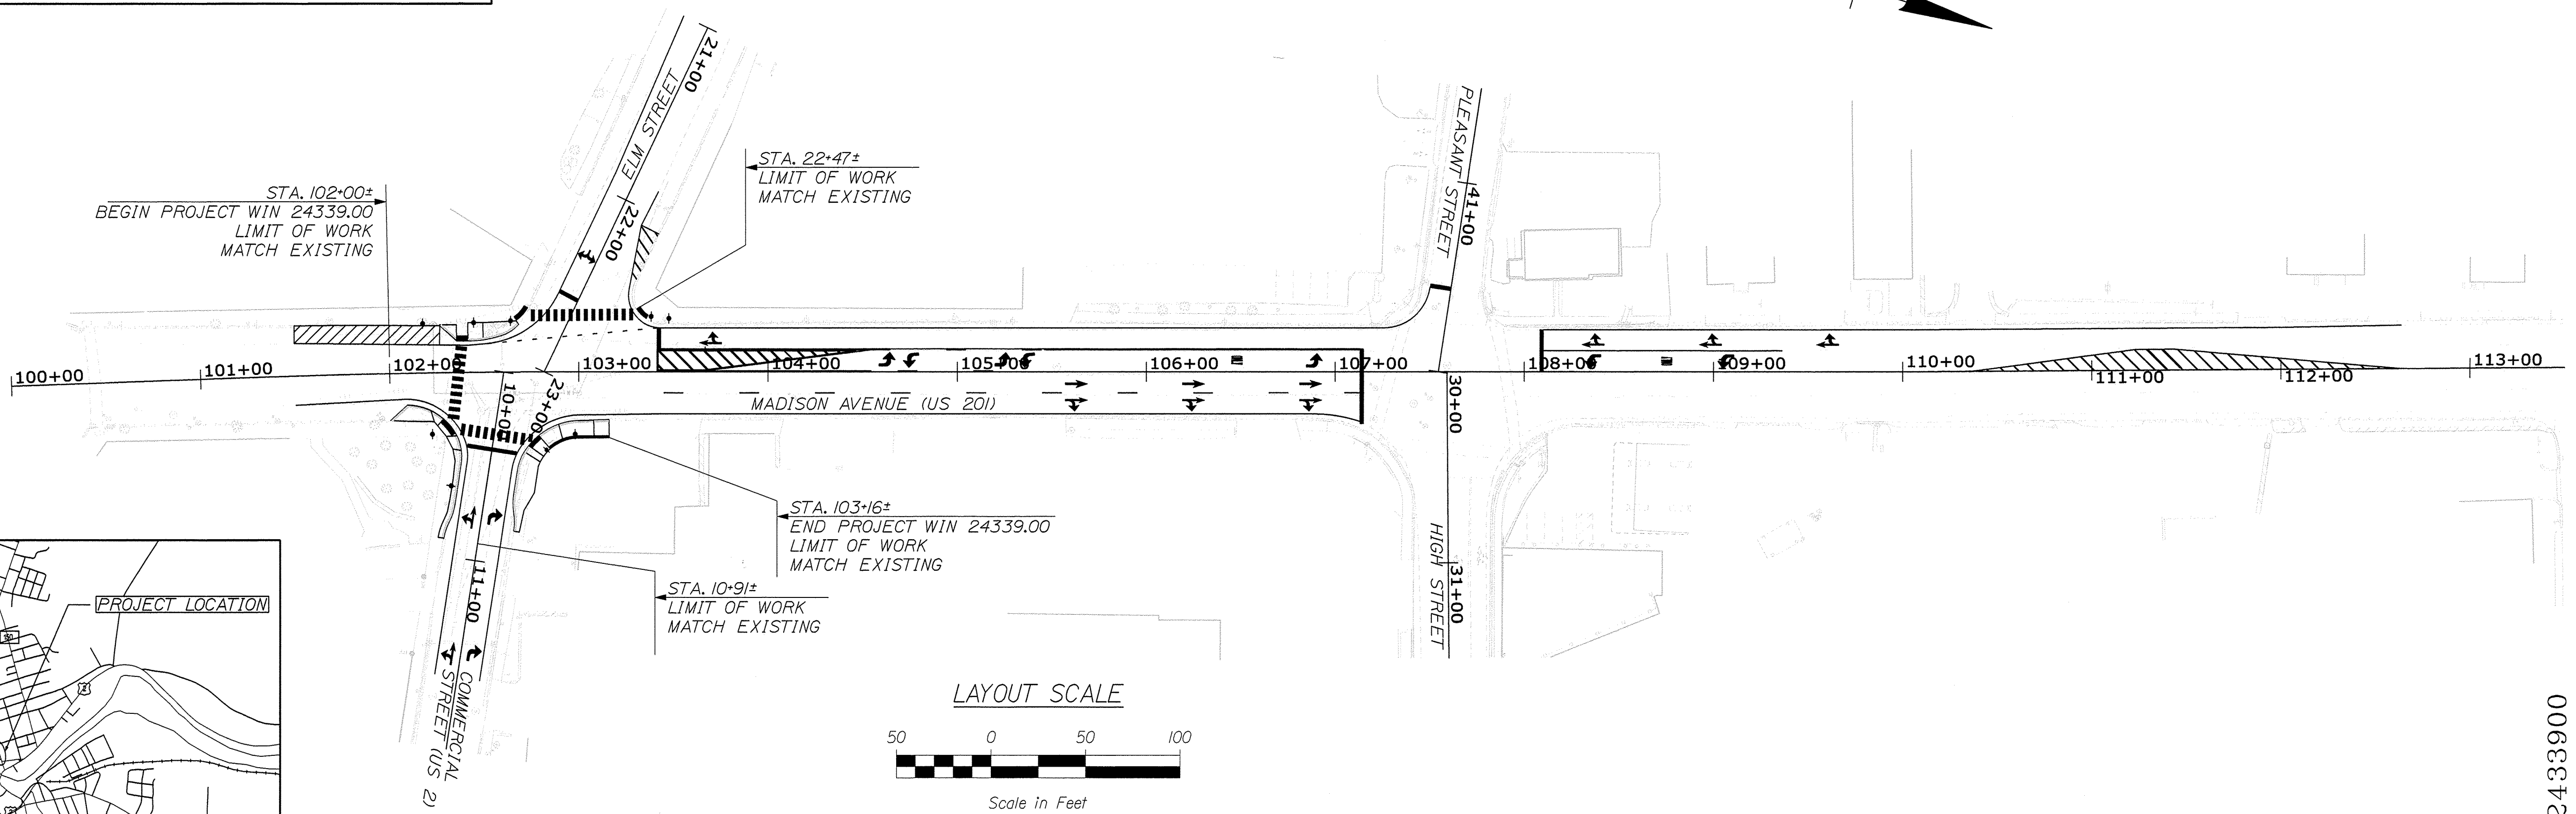 21+00
ELM STREET
22+00
STA. 22+47±
LIMIT OF WORK
MATCH EXISTING
STA. 102+00±
BEGIN PROJECT WIN 24339.00
LIMIT OF WORK
MATCH EXISTING
PLEASANT STREET
41+00
100+00
101+00
102+00
103+00
104+00
105+00
106+00
107+00
108+00
109+00
110+00
111+00
112+00
113+00
10+00
23+00
MADISON AVENUE (US 201)
30+00
HIGH STREET
31+00
STA. 103+16±
END PROJECT WIN 24339.00
LIMIT OF WORK
MATCH EXISTING
STA. 10+91±
LIMIT OF WORK
MATCH EXISTING
11+00
COMMERCIAL
STREET (US 2)
PROJECT LOCATION
LAYOUT SCALE
50 0 50 100
Scale in Feet
2433900